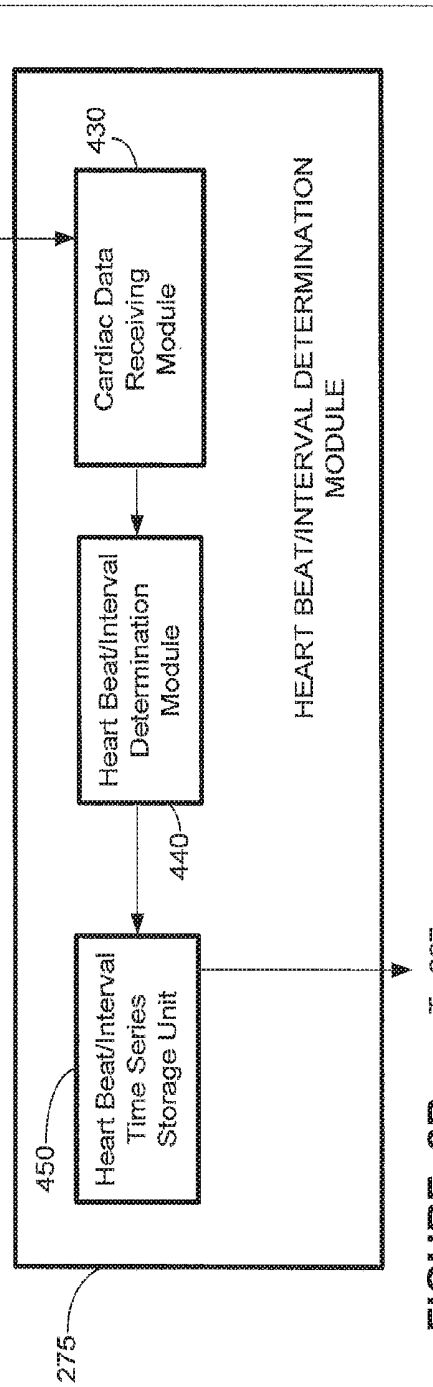 275
450
Heart Beat/Interval
Time Series
Storage Unit
440
Heart Beat/Interval
Determination
Module
430
Cardiac Data
Receiving
Module
HEART BEAT/INTERVAL DETERMINATION
MODULE
FIGURE